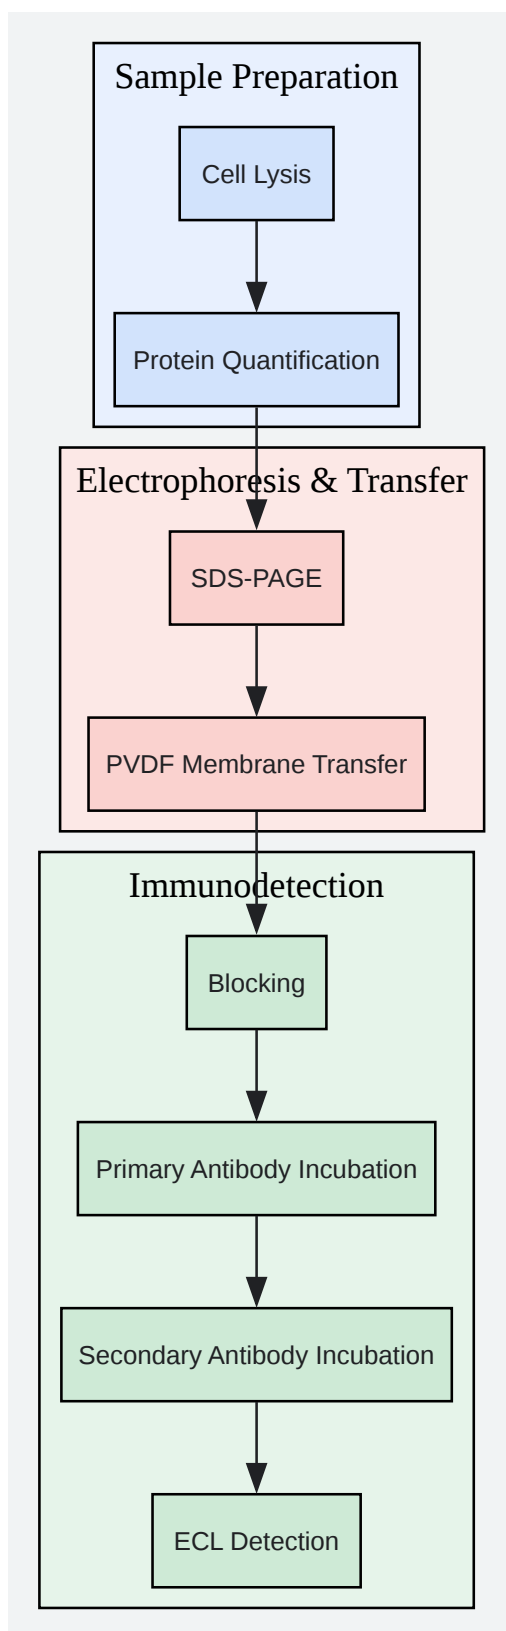 Sample Preparation
Cell Lysis
Protein Quantification
Electrophoresis & Transfer
SDS-PAGE
PVDF Membrane Transfer
Immunodetection
Blocking
Primary Antibody Incubation
Secondary Antibody Incubation
ECL Detection